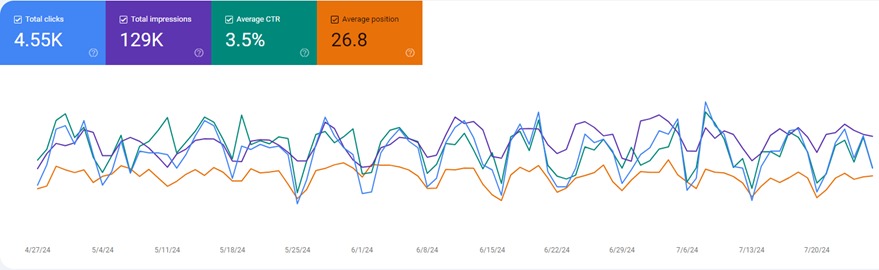 Total clicks
4.55K
Total impressions
129K
Average CTR
3.5%
Average position
26.8
4/27/24 5/4/24 5/11/24 5/18/24 5/25/24 6/1/24 6/8/24 6/15/24 6/22/24 6/29/24 7/6/24 7/13/24 7/20/24